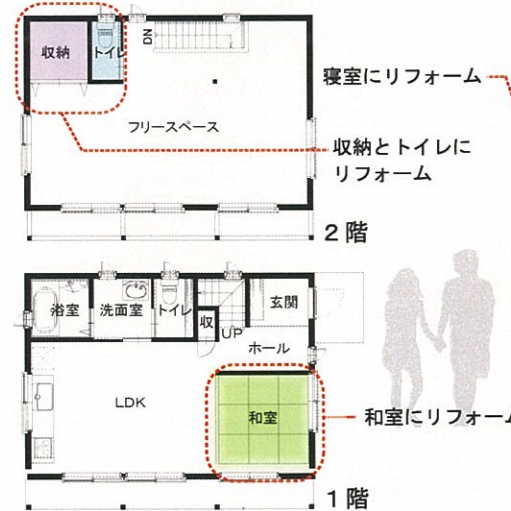 収納
トイレ
DN
寝室にリフォーム
フリースペース
収納とトイレに
リフォーム
2階
浴室
洗面室
トイレ
収
UP
玄関
ホール
LDK
和室
和室にリフォーム
1階